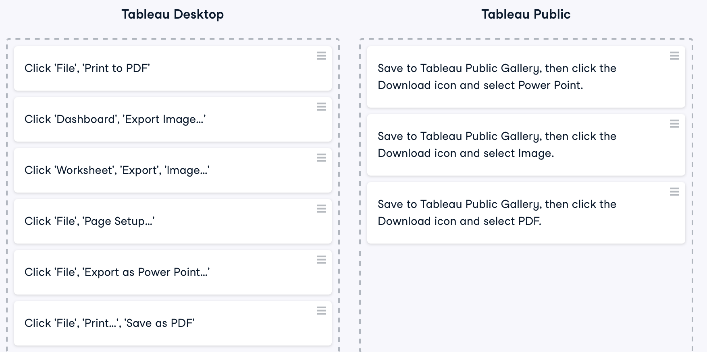 Tableau Desktop
Click 'File', 'Print to PDF'
Click 'Dashboard', 'Export Image...'
Click 'Worksheet', 'Export', 'Image...'
Click 'File', 'Page Setup...'
Click 'File', 'Export as Power Point...'
Click 'File', 'Print...', 'Save as PDF'
Tableau Public
Save to Tableau Public Gallery, then click the
Download icon and select Power Point.
Save to Tableau Public Gallery, then click the
Download icon and select Image.
Save to Tableau Public Gallery, then click the
Download icon and select PDF.